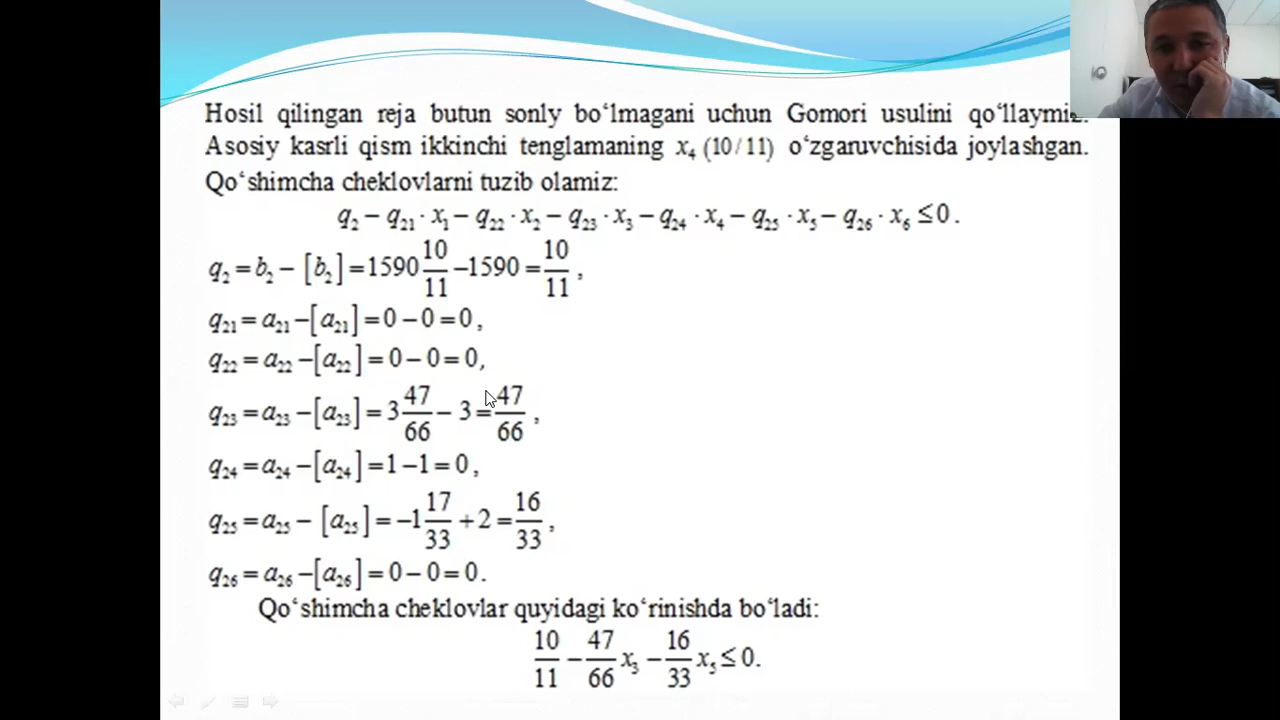 Hosil qilingan reja butun sonly bo‘lmagani uchun Gomori usulini qo‘llaymiz.
Asosiy kasrli qism ikkinchi tenglamaning x₄ (10/11) o‘zgaruvchisida joylashgan.
Qo‘shimcha cheklovlarni tuzib olamiz:
q₂ − q₂₁ · x₁ − q₂₂ · x₂ − q₂₃ · x₃ − q₂₄ · x₄ − q₂₅ · x₅ − q₂₆ · x₆ ≤ 0.
q₂ = b₂ − [b₂] = 1590 10/11 − 1590 = 10/11,
q₂₁ = a₂₁ − [a₂₁] = 0 − 0 = 0,
q₂₂ = a₂₂ − [a₂₂] = 0 − 0 = 0,
q₂₃ = a₂₃ − [a₂₃] = 3 47/66 − 3 = 47/66,
q₂₄ = a₂₄ − [a₂₄] = 1 − 1 = 0,
q₂₅ = a₂₅ − [a₂₅] = −1 17/33 + 2 = 16/33,
q₂₆ = a₂₆ − [a₂₆] = 0 − 0 = 0.
Qo‘shimcha cheklovlar quyidagi ko‘rinishda bo‘ladi:
10/11 − 47/66 x₃ − 16/33 x₅ ≤ 0.